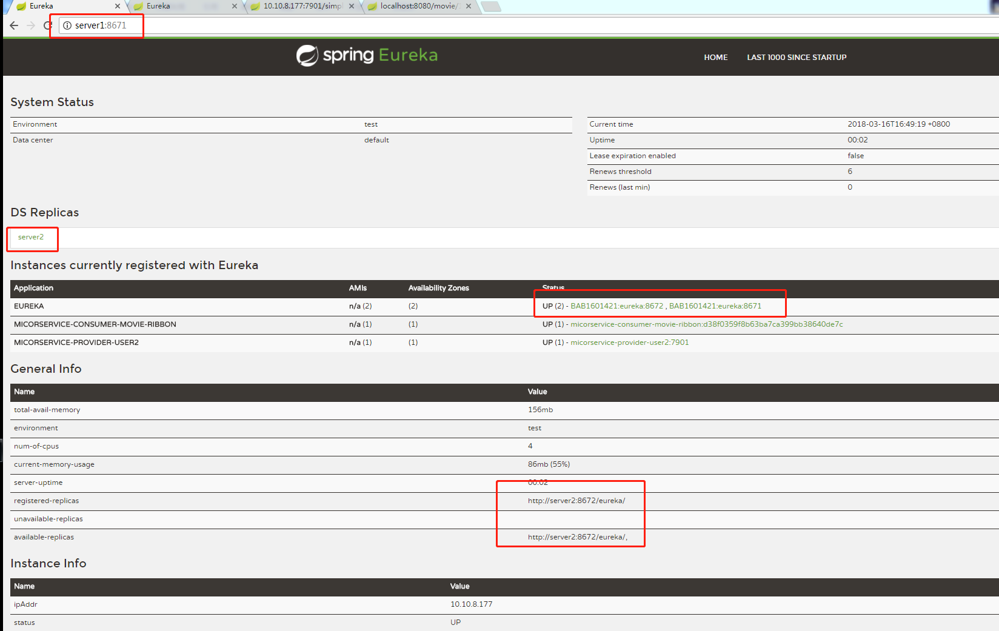 Eureka
Eureka
10.10.8.177:7901/simpl
localhost:8080/movie/
server1:8671
spring Eureka
HOME
LAST 1000 SINCE STARTUP
System Status
Environment test
Data center default
Current time 2018-03-16T16:49:19 +0800
Uptime 00:02
Lease expiration enabled false
Renews threshold 6
Renews (last min) 0
DS Replicas
server2
Instances currently registered with Eureka
Application AMIs Availability Zones Status
EUREKA n/a (2) (2) UP (2) - BAB1601421:eureka:8672 , BAB1601421:eureka:8671
MICORSERVICE-CONSUMER-MOVIE-RIBBON n/a (1) (1) UP (1) - micorservice-consumer-movie-ribbon:d38f0359f8b63ba7ca399bb38640de7c
MICORSERVICE-PROVIDER-USER2 n/a (1) (1) UP (1) - micorservice-provider-user2:7901
General Info
Name Value
total-avail-memory 156mb
environment test
num-of-cpus 4
current-memory-usage 86mb (55%)
server-uptime 00:02
registered-replicas http://server2:8672/eureka/
unavailable-replicas
available-replicas http://server2:8672/eureka/,
Instance Info
Name Value
ipAddr 10.10.8.177
status UP